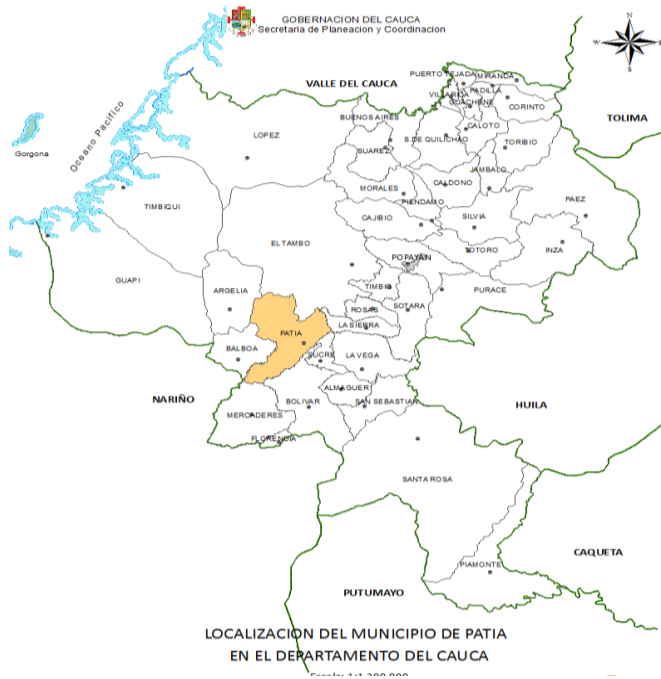 GOBERNACION DEL CAUCA
Secretaria de Planeacion y Coordinacion
N
W
E
S
VALLE DEL CAUCA
PUERTO TEJADA
MIRANDA
PADILLA
VILLARICA
GUACHENE
CORINTO
TOLIMA
BUENOS AIRES
CALOTO
LOPEZ
S.DE QUILICHAO
TORIBIO
SUAREZ
Gorgona
Oceano Pacifico
JAMBALO
CALDONO
MORALES
PIENDAMO
PAEZ
TIMBIQUI
CAJIBIO
SILVIA
EL TAMBO
TOTORO
INZA
POPAYAN
GUAPI
TIMBIO
PURACE
ARGELIA
ROSAS
SOTARA
LA SIERRA
PATIA
BALBOA
SUCRE
LA VEGA
NARIÑO
ALMAGUER
BOLIVAR
SAN SEBASTIAN
HUILA
MERCADERES
FLORENCIA
SANTA ROSA
CAQUETA
PIAMONTE
PUTUMAYO
LOCALIZACION DEL MUNICIPIO DE PATIA
EN EL DEPARTAMENTO DEL CAUCA